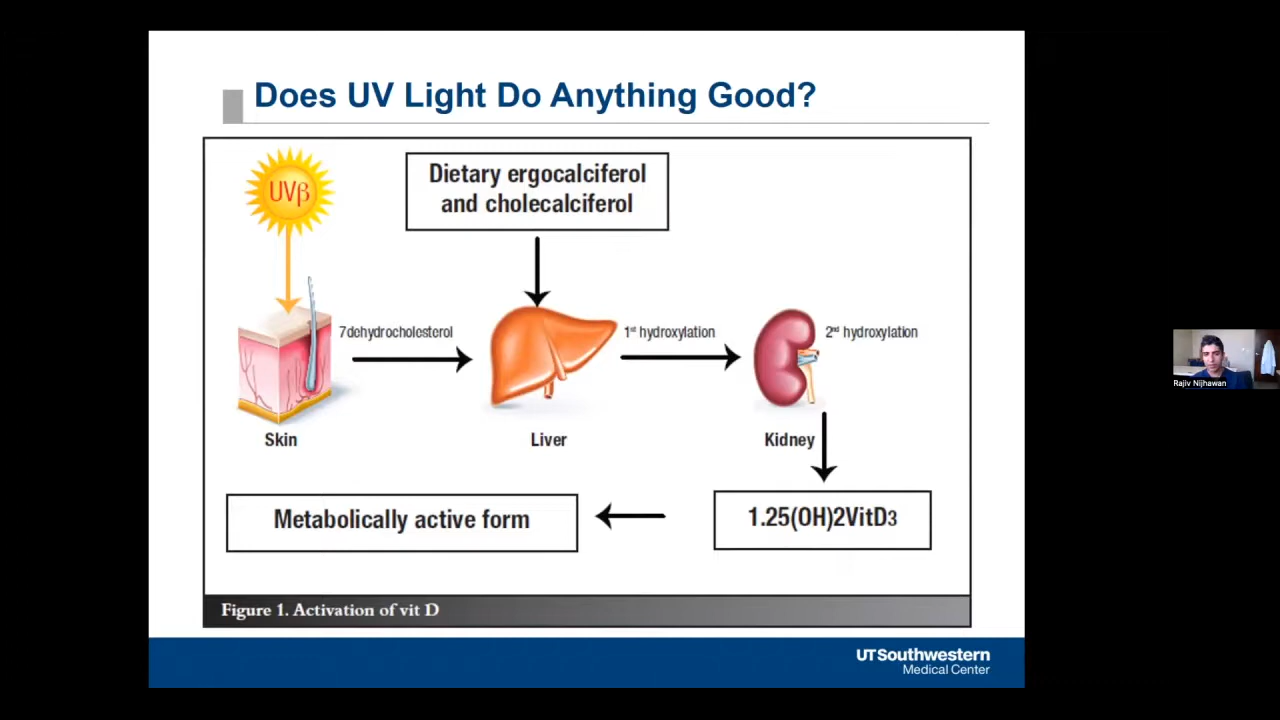 Does UV Light Do Anything Good?
UVβ
Dietary ergocalciferol
and cholecalciferol
7dehydrocholesterol
1st hydroxylation
2nd hydroxylation
Skin
Liver
Kidney
Metabolically active form
1.25(OH)2VitD3
Figure 1. Activation of vit D
UTSouthwestern
Medical Center
Rajiv Nijhawan